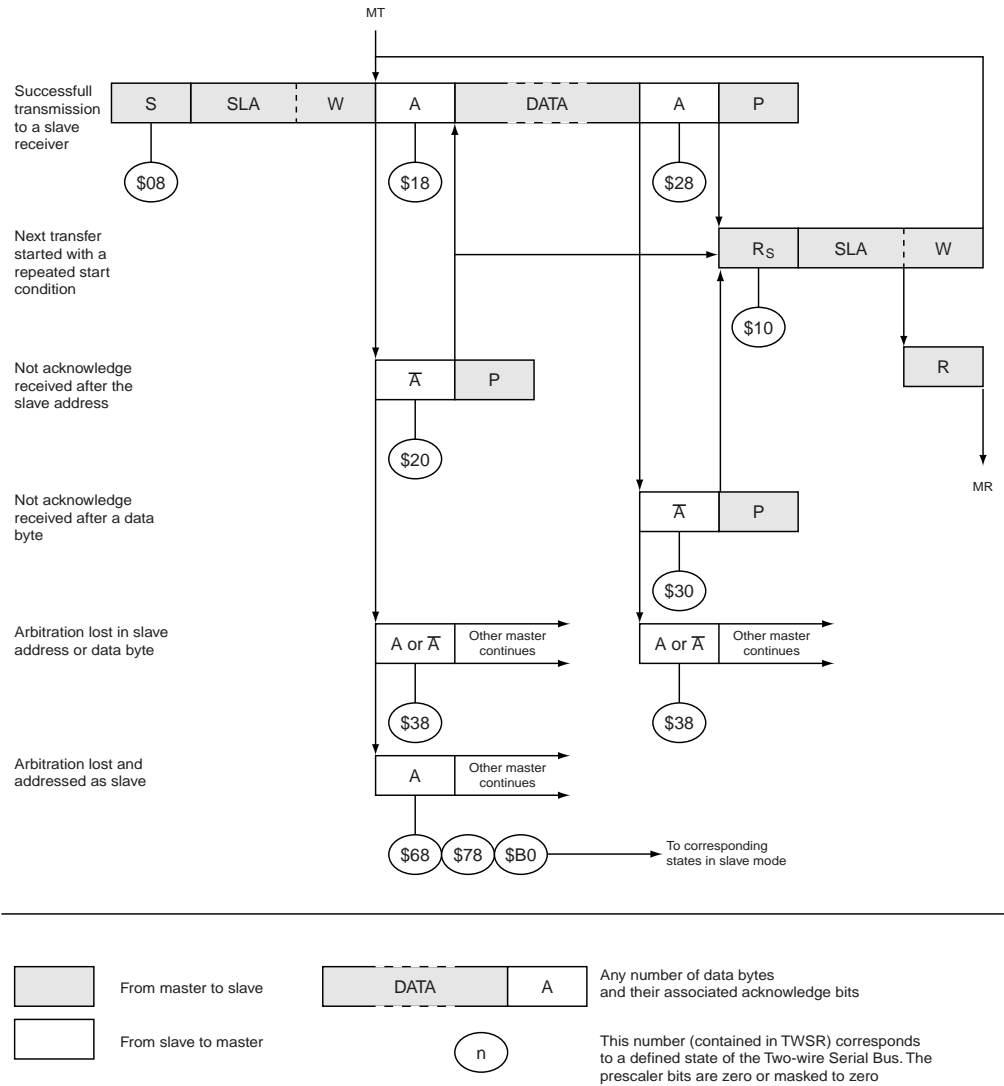 MT
Successfull
transmission
to a slave
receiver
S SLA W A DATA A P
$08 $18 $28
Next transfer
started with a
repeated start
condition
RS SLA W
$10
Not acknowledge
received after the
slave address
A̅ P
R
$20
MR
Not acknowledge
received after a data
byte
A̅ P
$30
Arbitration lost in slave
address or data byte
A or A̅ Other master
continues
A or A̅ Other master
continues
$38 $38
Arbitration lost and
addressed as slave
A Other master
continues
$68 $78 $B0 To corresponding
states in slave mode
From master to slave
DATA A Any number of data bytes
and their associated acknowledge bits
From slave to master
n This number (contained in TWSR) corresponds
to a defined state of the Two-wire Serial Bus. The
prescaler bits are zero or masked to zero